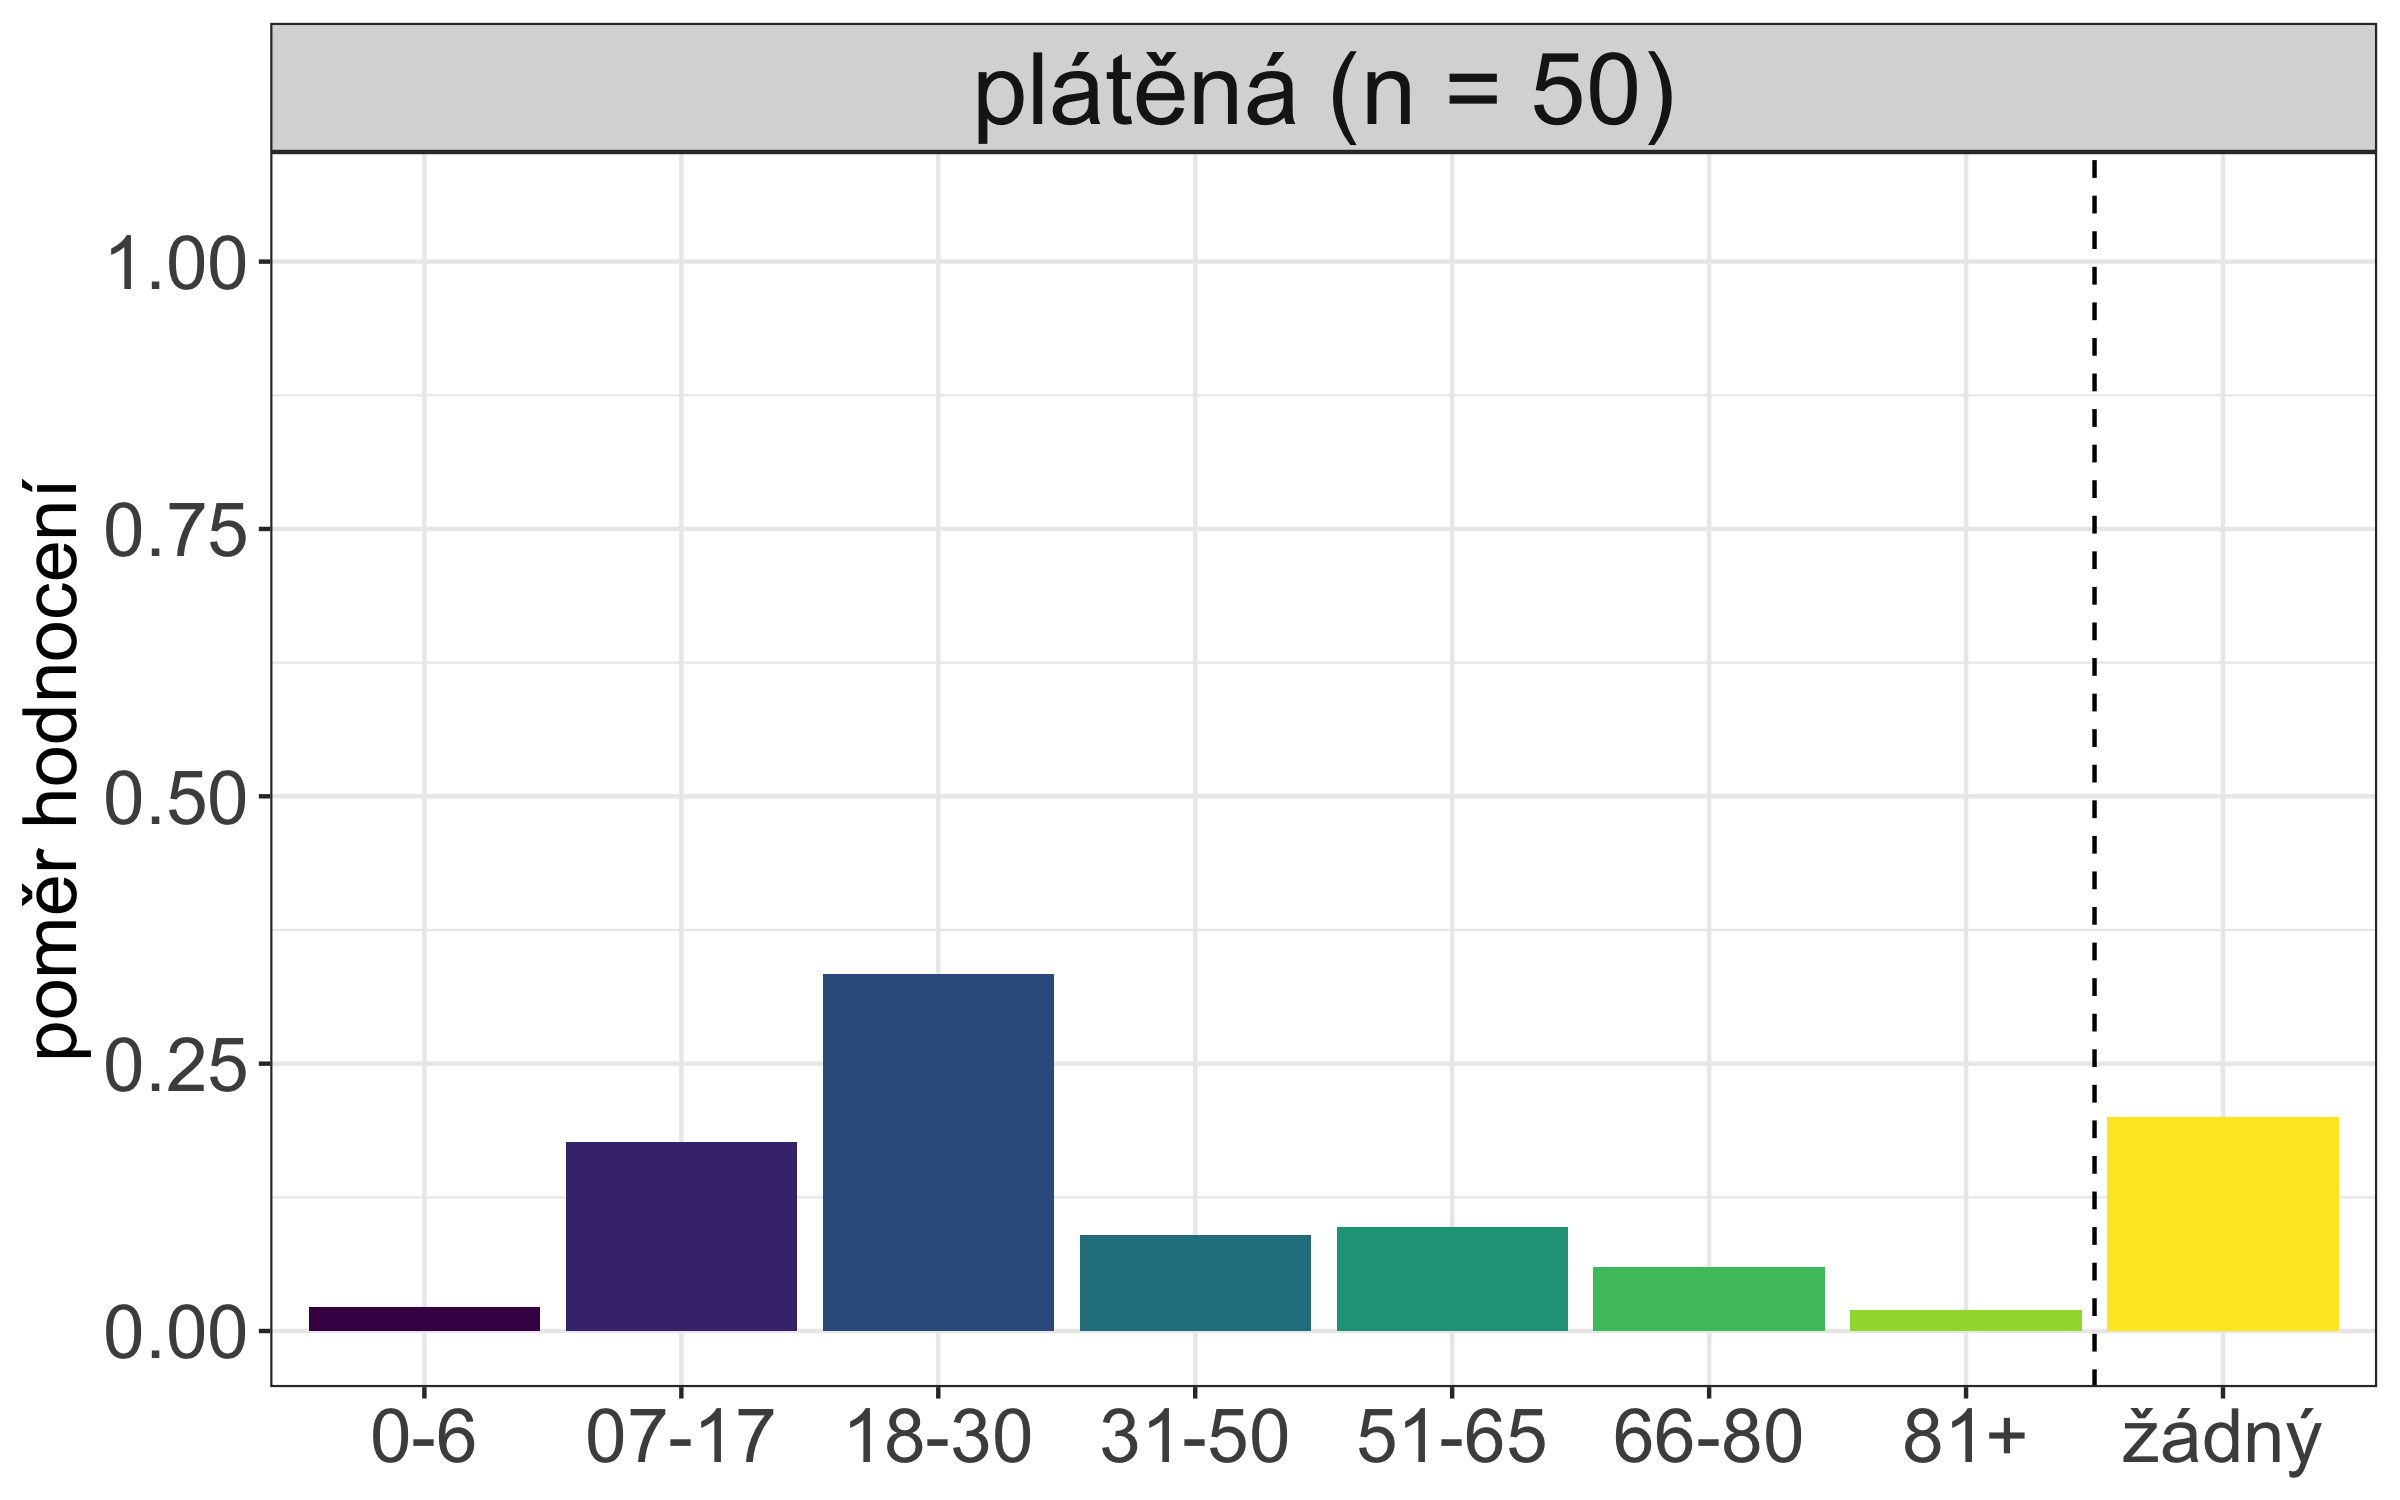 plátěná (n = 50)
poměr hodnocení
1.00
0.75
0.50
0.25
0.00
0-6 07-17 18-30 31-50 51-65 66-80 81+ žádný